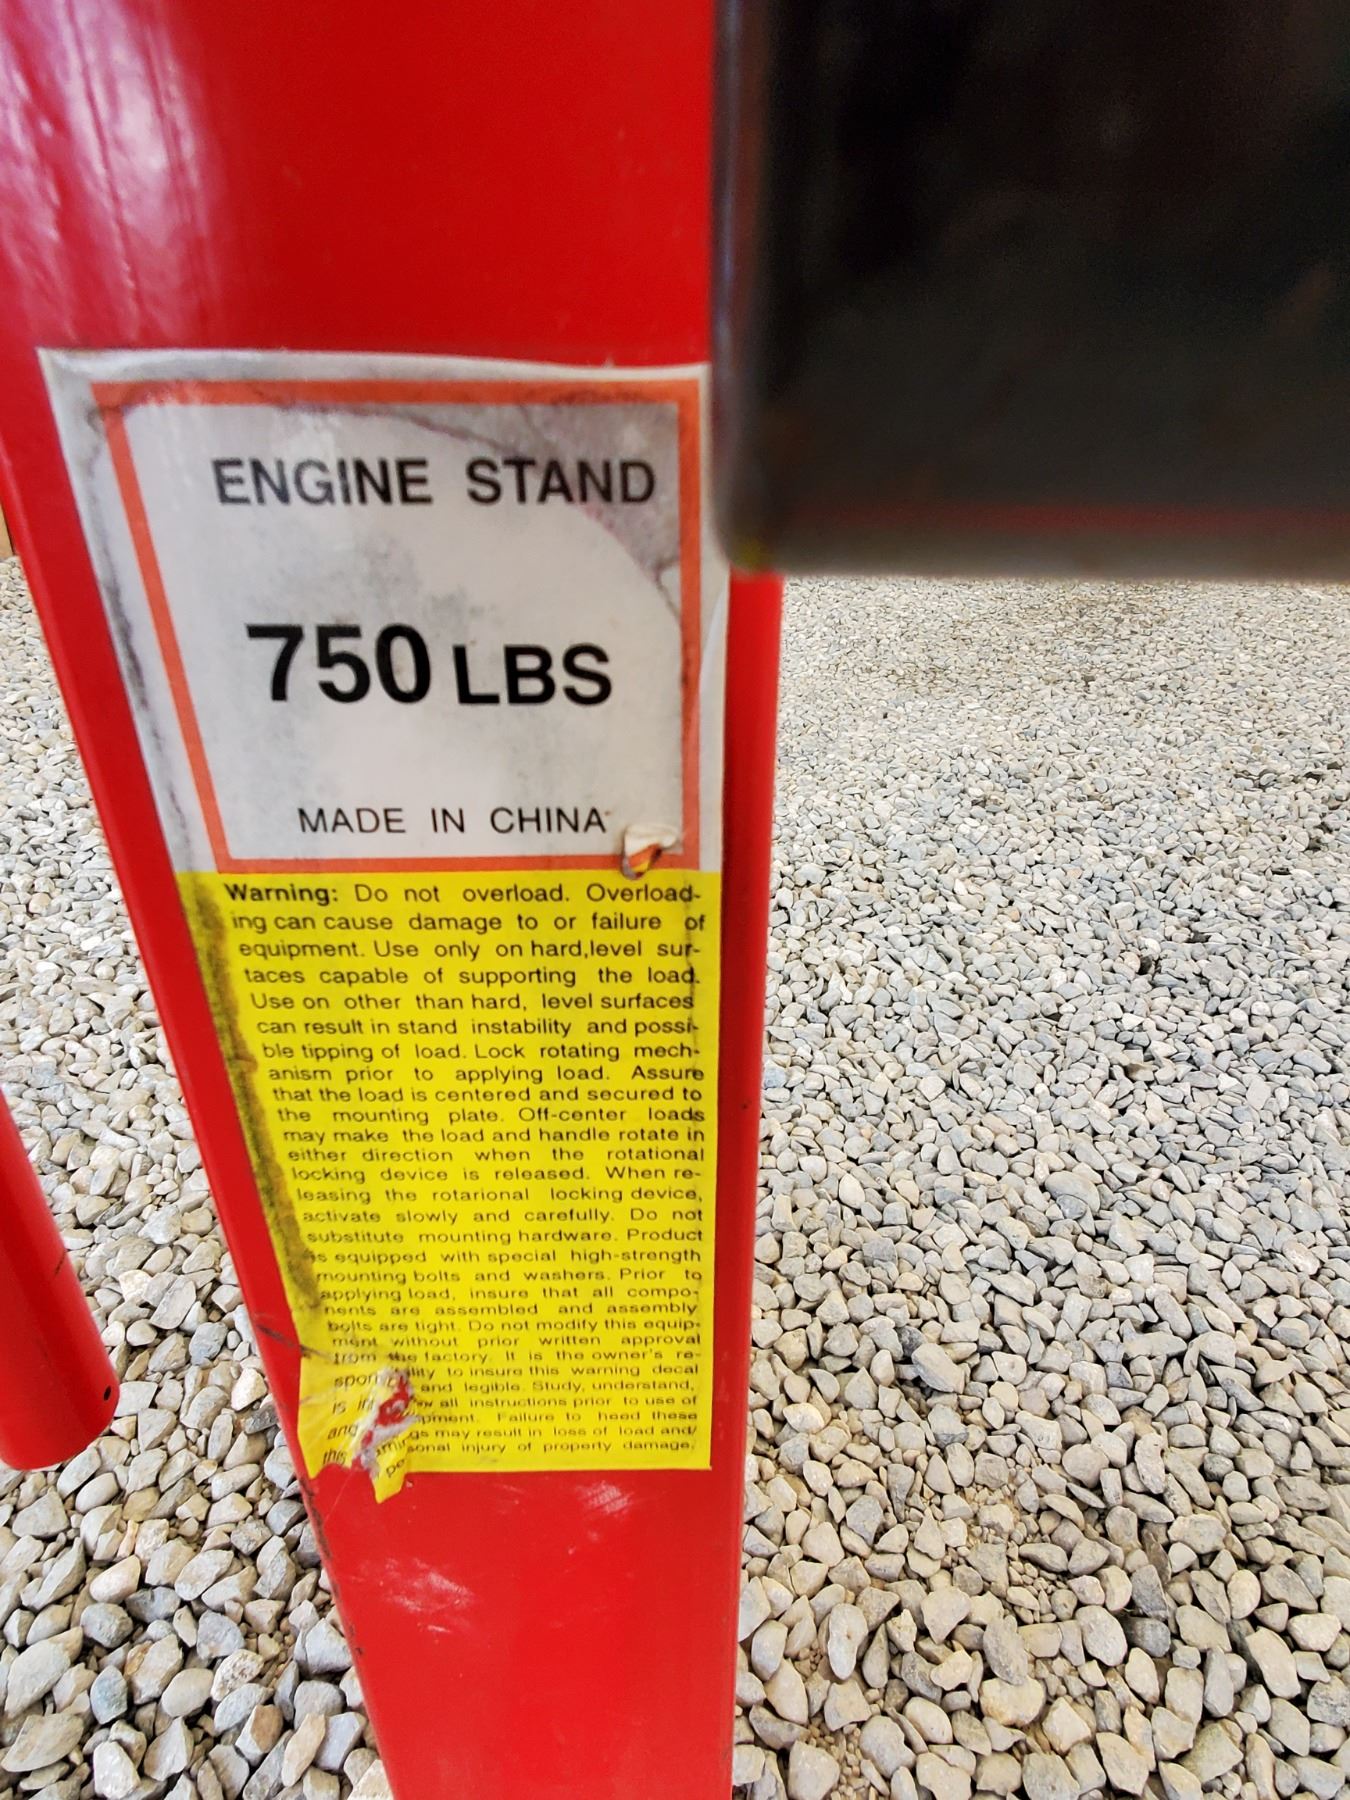 ENGINE STAND
750 LBS
MADE IN CHINA
Warning: Do not overload. Overload-
ing can cause damage to or failure of
equipment. Use only on hard,level sur-
taces capable of supporting the load.
Use on other than hard, level surfaces
can result in stand instability and possi-
ble tipping of load. Lock rotating mech-
anism prior to applying load. Assure
that the load is centered and secured to
the mounting plate. Off-center loads
may make the load and handle rotate in
either direction when the rotational
locking device is released. When re-
leasing the rotarional locking device,
activate slowly and carefully. Do not
substitute mounting hardware. Product
is equipped with special high-strength
mounting bolts and washers. Prior to
applying load, insure that all compo-
nents are assembled and assembly
bolts are tight. Do not modify this equip-
ment without prior written approval
from the factory. It is the owner's re-
to insure this warning decal
is and legible. Study, understand,
and all instructions prior to use of
this Failure to heed these
may result in loss of load and/
injury of property damage.